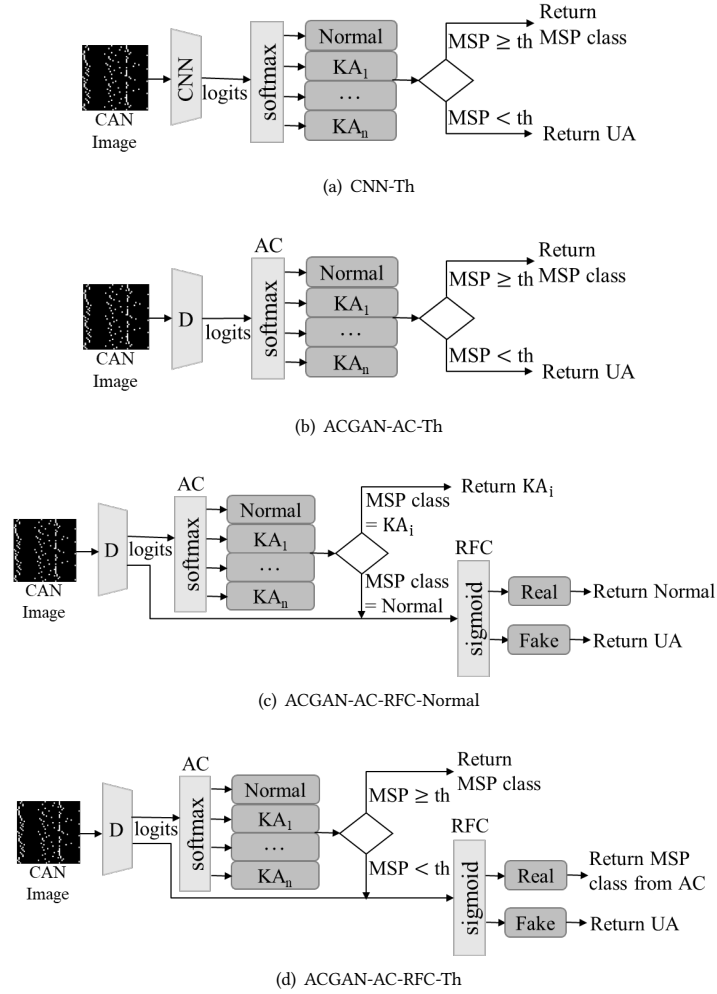 Return
MSP class
MSP ≥ th
Normal
KA₁
...
KAₙ
CNN
logits
softmax
CAN
Image
MSP < th
Return UA
(a) CNN-Th
AC
Return
MSP class
MSP ≥ th
Normal
KA₁
...
KAₙ
D
logits
softmax
CAN
Image
MSP < th
Return UA
(b) ACGAN-AC-Th
AC
Return KAᵢ
MSP class
= KAᵢ
Normal
KA₁
...
KAₙ
D
logits
softmax
CAN
Image
MSP class
= Normal
RFC
sigmoid
Real
Return Normal
Fake
Return UA
(c) ACGAN-AC-RFC-Normal
AC
Return
MSP class
MSP ≥ th
Normal
KA₁
...
KAₙ
D
logits
softmax
CAN
Image
MSP < th
RFC
sigmoid
Real
Return MSP
class from AC
Fake
Return UA
(d) ACGAN-AC-RFC-Th